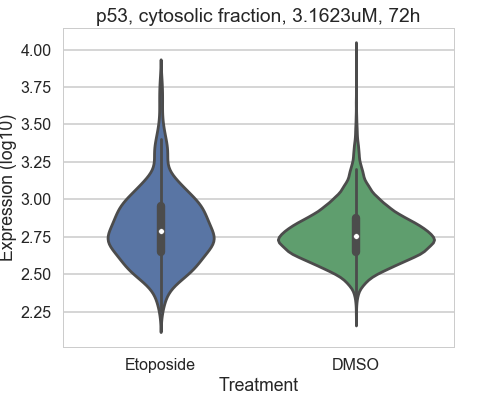 p53, cytosolic fraction, 3.1623uM, 72h
Expression (log10)
4.00
3.75
3.50
3.25
3.00
2.75
2.50
2.25
Etoposide
DMSO
Treatment